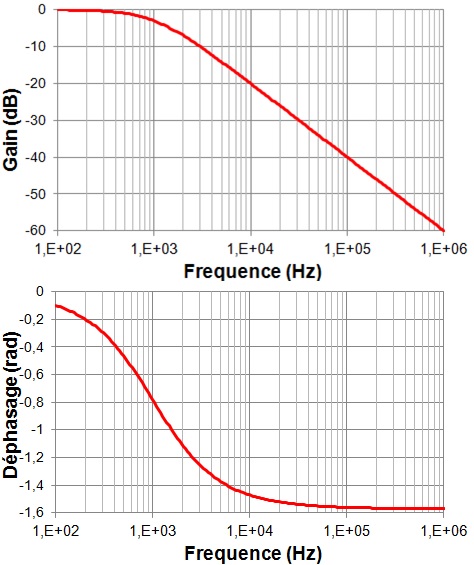 0
-10
-20
-30
-40
-50
-60
Gain (dB)
1,E+02 1,E+03 1,E+04 1,E+05 1,E+06
Frequence (Hz)
0
-0,2
-0,4
-0,6
-0,8
-1
-1,2
-1,4
-1,6
Déphasage (rad)
1,E+02 1,E+03 1,E+04 1,E+05 1,E+06
Frequence (Hz)